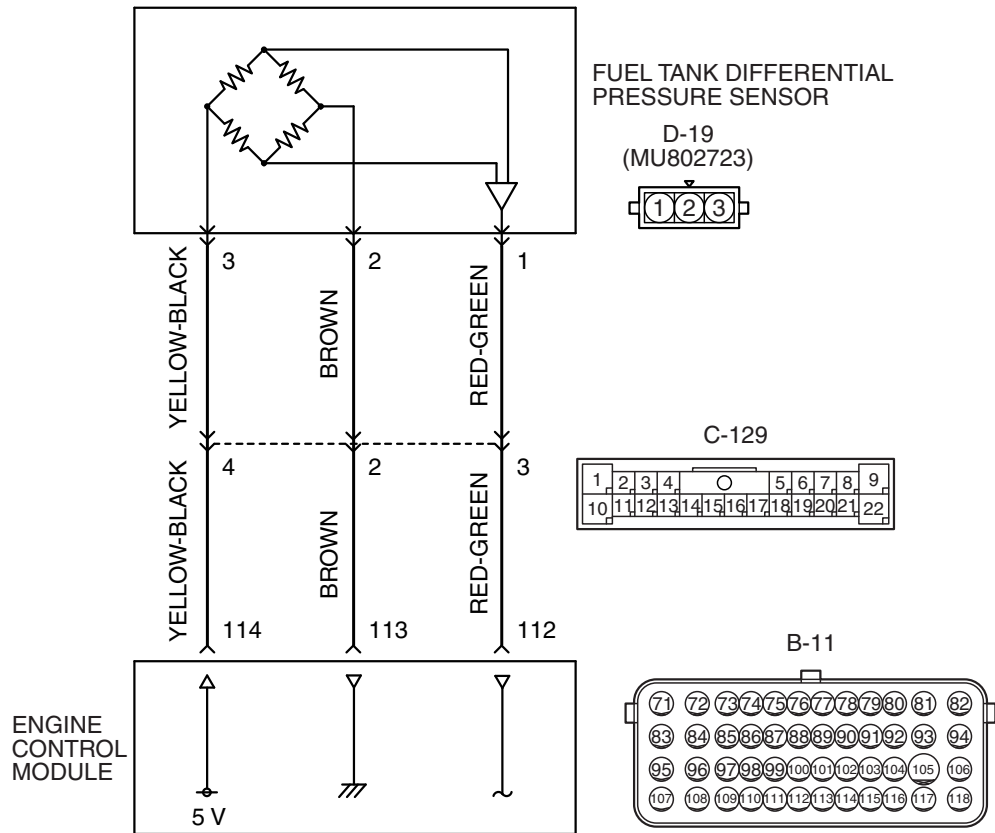 FUEL TANK DIFFERENTIAL
PRESSURE SENSOR
D-19
(MU802723)
1 2 3
3 2 1
YELLOW-BLACK
BROWN
RED-GREEN
4 2 3
C-129
1 2 3 4 5 6 7 8 9
10 11 12 13 14 15 16 17 18 19 20 21 22
YELLOW-BLACK
BROWN
RED-GREEN
114 113 112
B-11
71 72 73 74 75 76 77 78 79 80 81 82
83 84 85 86 87 88 89 90 91 92 93 94
95 96 97 98 99 100 101 102 103 104 105 106
107 108 109 110 111 112 113 114 115 116 117 118
ENGINE
CONTROL
MODULE
5 V